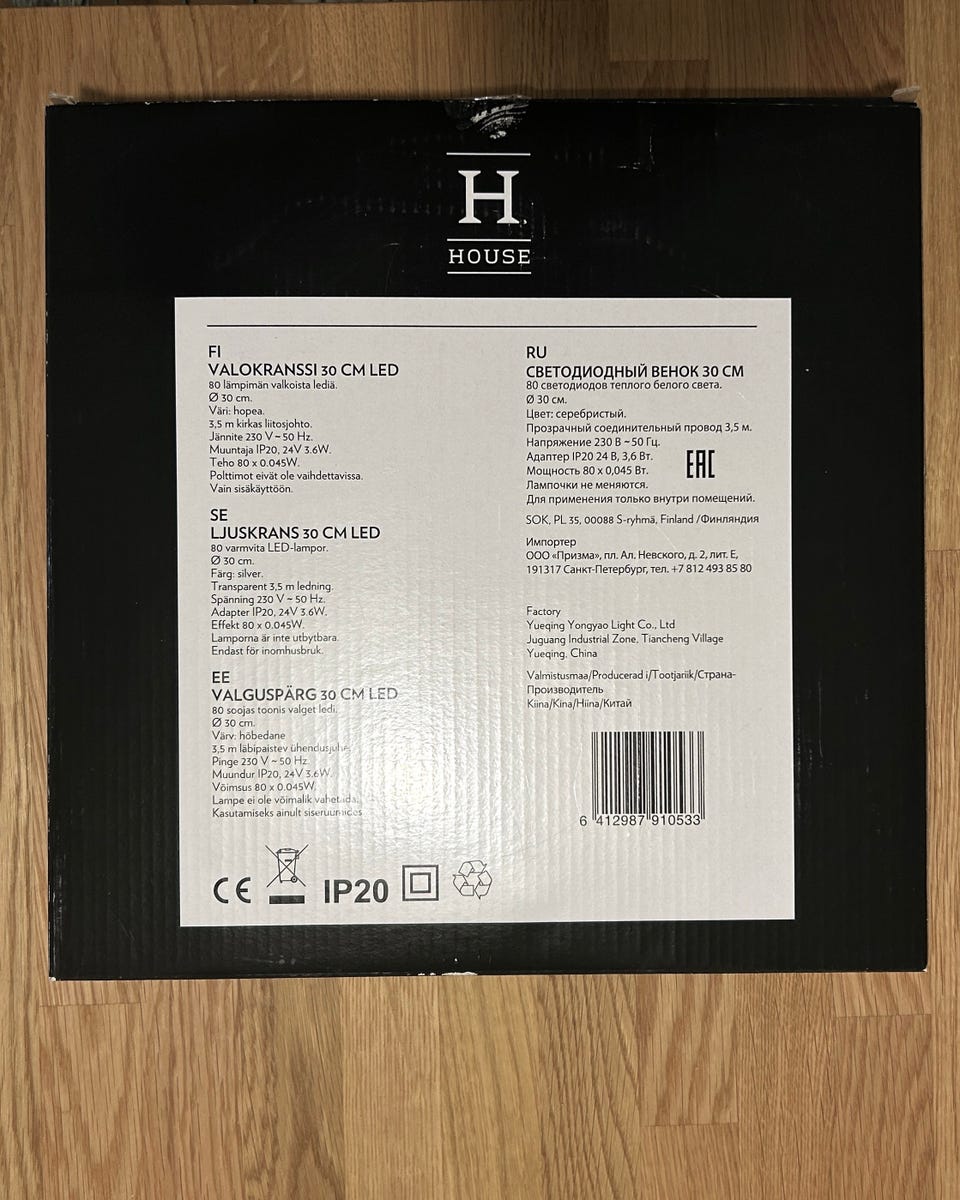 H
HOUSE
FI
VALOKRANSSI 30 CM LED
80 lämpimän valkoista lediä.
Ø 30 cm.
Väri: hopea.
3,5 m kirkas liitosjohto.
Jännite 230 V ~ 50 Hz.
Muuntaja IP20, 24V 3.6W.
Teho 80 x 0.045W.
Polttimot eivät ole vaihdettavissa.
Vain sisäkäyttöön.
SE
LJUSKRANS 30 CM LED
80 varmvita LED-lampor.
Ø 30 cm.
Färg: silver.
Transparent 3,5 m ledning.
Spänning 230 V ~ 50 Hz.
Adapter IP20, 24V 3.6W.
Effekt 80 x 0.045W.
Lamporna är inte utbytbara.
Endast för inomhusbruk.
EE
VALGUSPÄRG 30 CM LED
80 soojas toonis valget ledi.
Ø 30 cm.
Värv: hõbedane
3,5 m läbipaistev ühendusjuhe.
Pinge 230 V ~ 50 Hz.
Muundur IP20, 24V 3.6W.
Võimsus 80 x 0.045W.
Lampe ei ole võimalik vahetada.
Kasutamiseks ainult siseruumides
CE
IP20
RU
СВЕТОДИОДНЫЙ ВЕНОК 30 СМ
80 светодиодов теплого белого света.
Ø 30 см.
Цвет: серебристый.
Прозрачный соединительный провод 3,5 м.
Напряжение 230 В ~ 50 Гц.
Адаптер IP20 24 В, 3,6 Вт.
Мощность 80 x 0,045 Вт.
Лампочки не меняются.
Для применения только внутри помещений.
EAC
SOK, PL 35, 00088 S-ryhmä, Finland /Финляндия
Импортер
ООО «Призма», пл. Ал. Невского, д. 2, лит. Е,
191317 Санкт-Петербург, тел. +7 812 493 85 80
Factory
Yueqing Yongyao Light Co., Ltd
Juguang Industrial Zone, Tiancheng Village
Yueqing, China
Valmistusmaa/Producerad i/Tootjariik/Страна-
Производитель
Kiina/Kina/Hiina/Китай
6 412987 910533